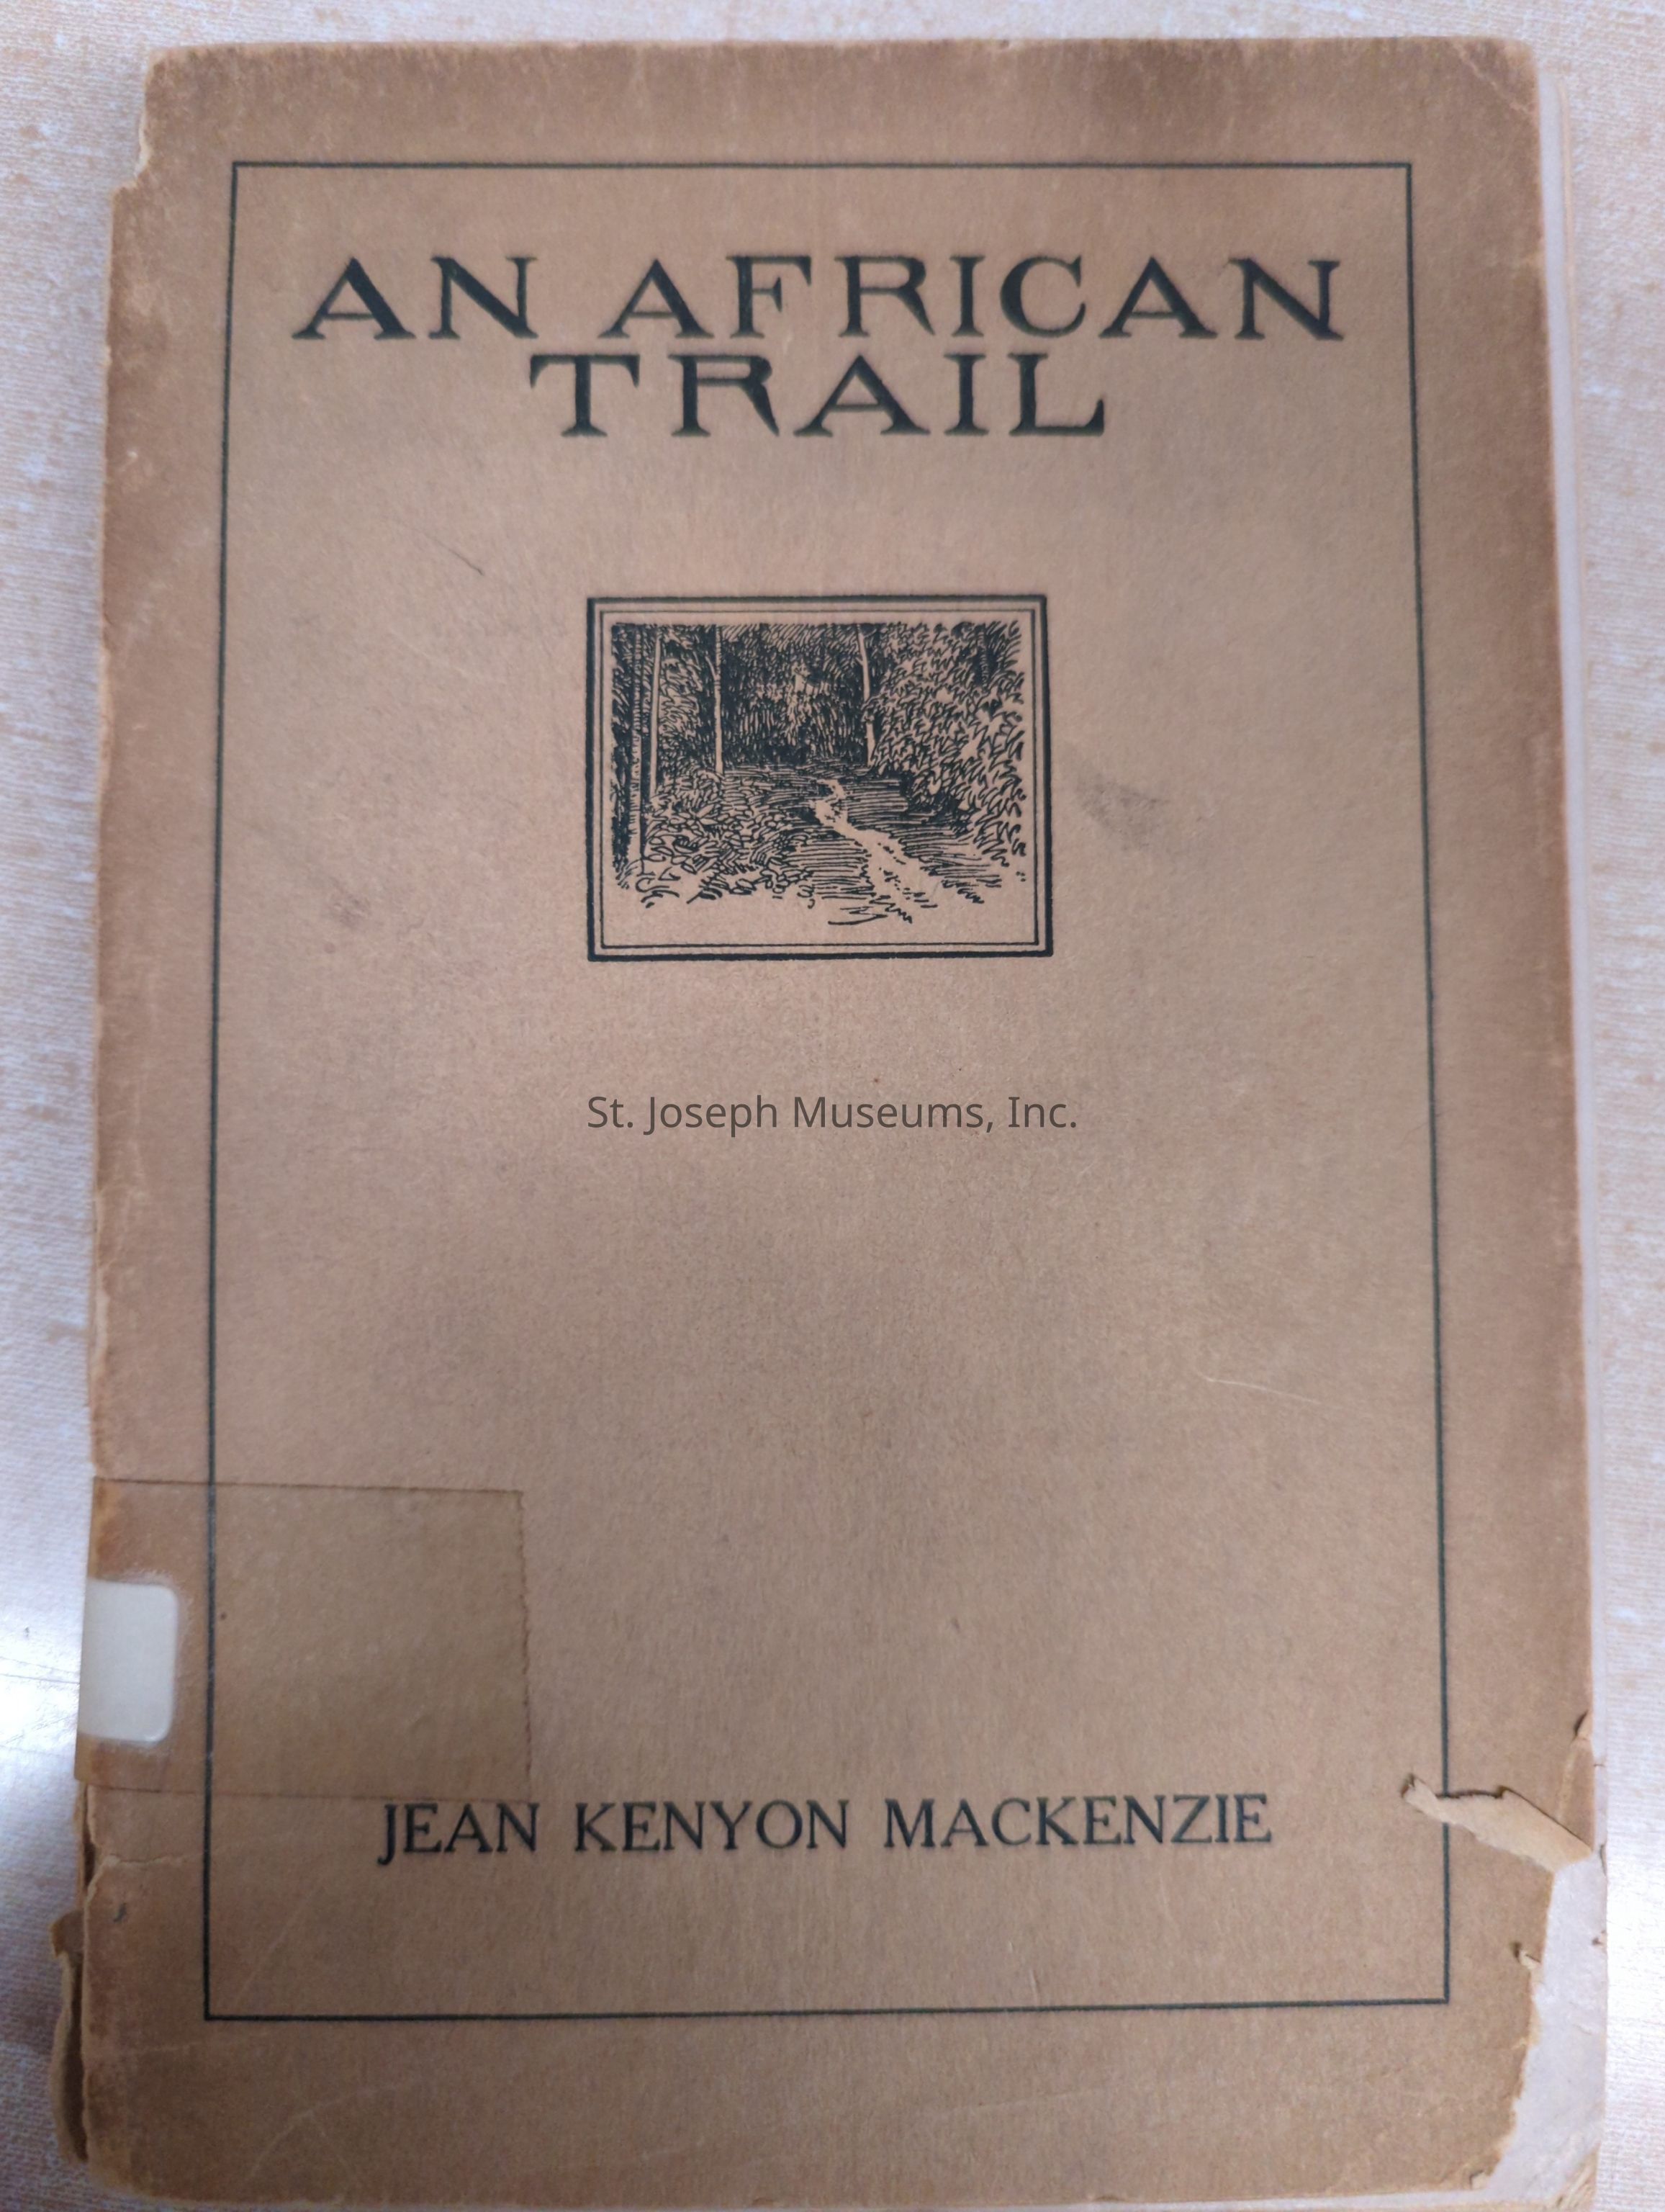 AN AFRICAN
TRAIL
St. Joseph Museums, Inc.
JEAN KENYON MACKENZIE